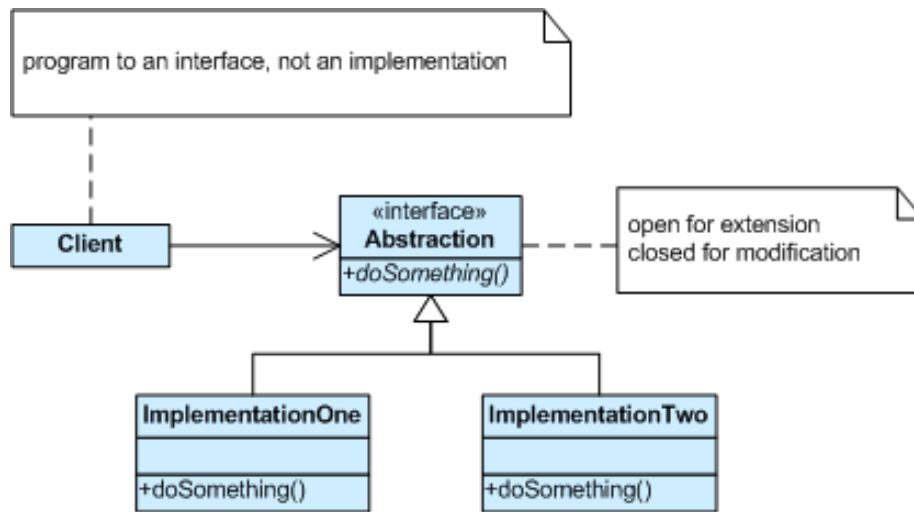 program to an interface, not an implementation
Client
«interface»
Abstraction
+doSomething()
open for extension
closed for modification
ImplementationOne
+doSomething()
ImplementationTwo
+doSomething()